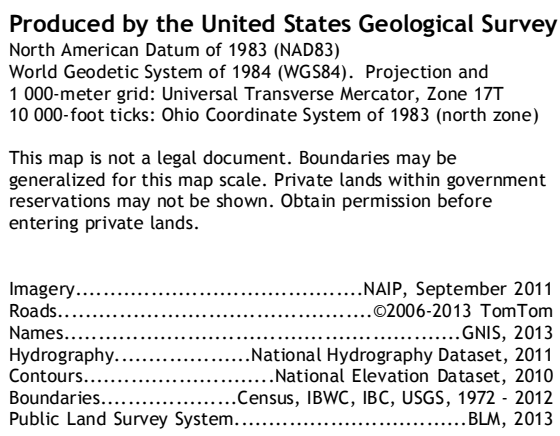 Produced by the United States Geological Survey
North American Datum of 1983 (NAD83)
World Geodetic System of 1984 (WGS84). Projection and
1 000-meter grid: Universal Transverse Mercator, Zone 17T
10 000-foot ticks: Ohio Coordinate System of 1983 (north zone)
This map is not a legal document. Boundaries may be
generalized for this map scale. Private lands within government
reservations may not be shown. Obtain permission before
entering private lands.
Imagery..........................................NAIP, September 2011
Roads..............................................©2006-2013 TomTom
Names..........................................................GNIS, 2013
Hydrography....................National Hydrography Dataset, 2011
Contours............................National Elevation Dataset, 2010
Boundaries....................Census, IBWC, IBC, USGS, 1972 - 2012
Public Land Survey System..................................BLM, 2013